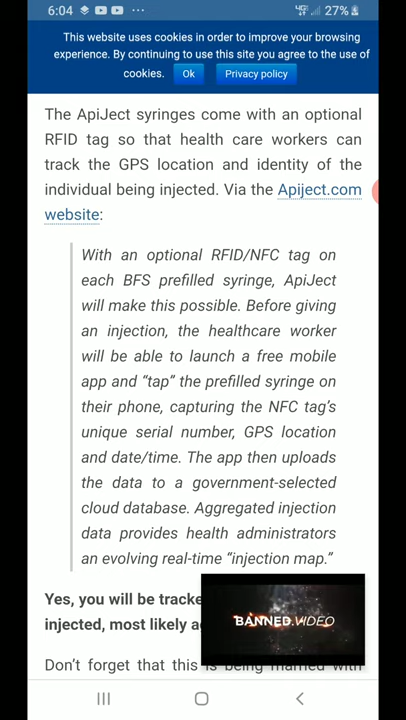 6:04 27%
This website uses cookies in order to improve your browsing
experience. By continuing to use this site you agree to the use of
cookies. Ok Privacy policy
The ApiJect syringes come with an optional
RFID tag so that health care workers can
track the GPS location and identity of the
individual being injected. Via the Apiject.com
website:
With an optional RFID/NFC tag on
each BFS prefilled syringe, ApiJect
will make this possible. Before giving
an injection, the healthcare worker
will be able to launch a free mobile
app and “tap” the prefilled syringe on
their phone, capturing the NFC tag’s
unique serial number, GPS location
and date/time. The app then uploads
the data to a government-selected
cloud database. Aggregated injection
data provides health administrators
an evolving real-time “injection map.”
Yes, you will be tracke
injected, most likely a
BANNED.VIDEO
Don’t forget that this is being married with